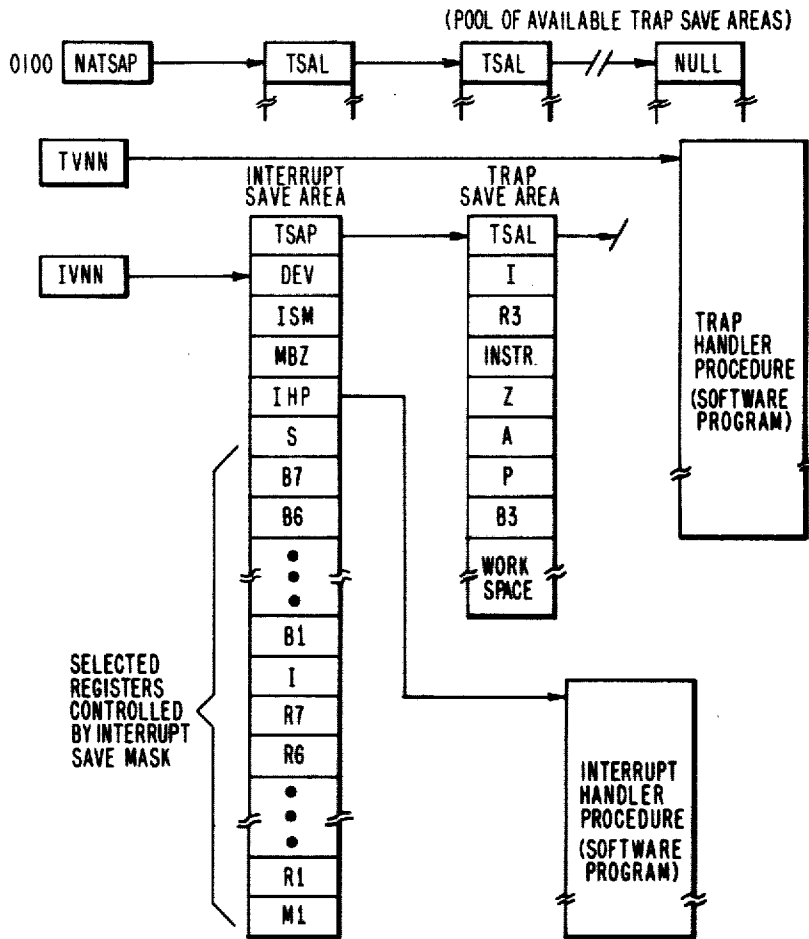 (POOL OF AVAILABLE TRAP SAVE AREAS)
0100 NATSAP TSAL TSAL NULL
TVNN
INTERRUPT
SAVE AREA
TRAP
SAVE AREA
TSAP TSAL
IVNN DEV I
ISM R3
MBZ INSTR.
IHP Z
S A
B7 P
B6 B3
WORK
SPACE
TRAP
HANDLER
PROCEDURE
(SOFTWARE
PROGRAM)
B1
I
R7
R6
R1
M1
SELECTED
REGISTERS
CONTROLLED
BY INTERRUPT
SAVE MASK
INTERRUPT
HANDLER
PROCEDURE
(SOFTWARE
PROGRAM)